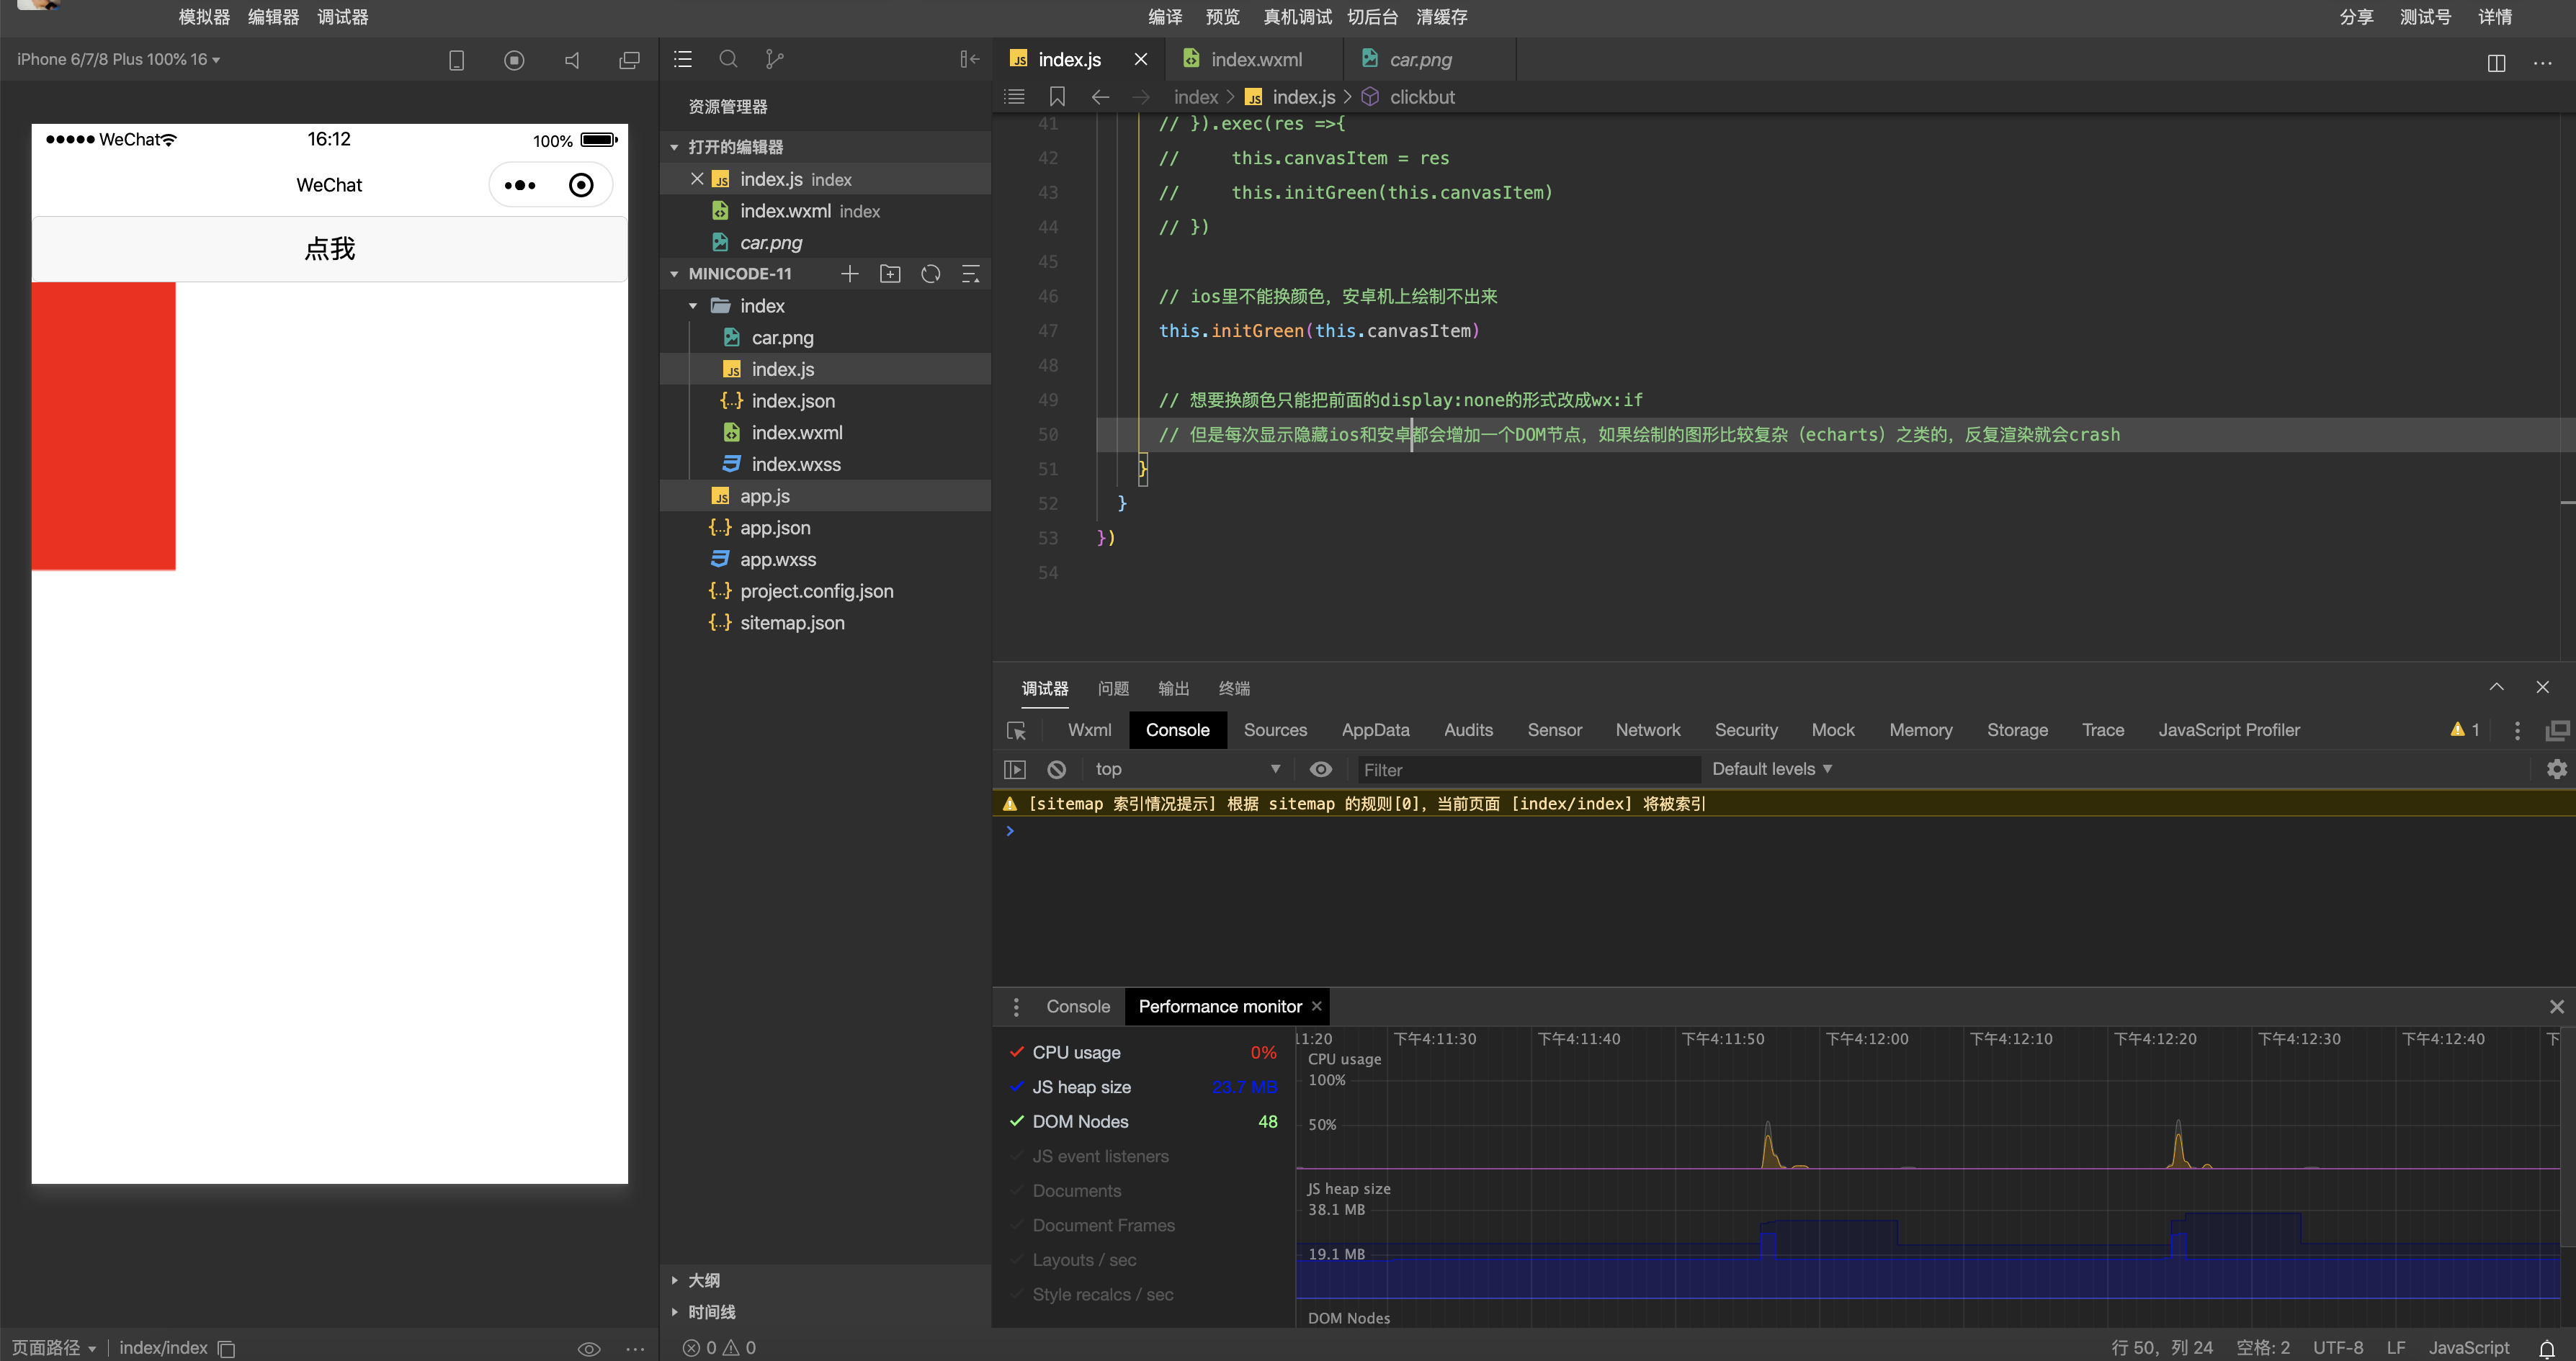 模拟器 编辑器 调试器
编译 预览 真机调试 切后台 清缓存
分享 测试号 详情
iPhone 6/7/8 Plus 100% 16
WeChat
16:12
100%
WeChat
点我
页面路径 index/index
资源管理器
打开的编辑器
index.js index
index.wxml index
car.png
MINICODE-11
index
car.png
index.js
index.json
index.wxml
index.wxss
app.js
app.json
app.wxss
project.config.json
sitemap.json
大纲
时间线
0 0
index.js
index.wxml
car.png
index > index.js > clickbut
41 // }).exec(res =>{
42 //     this.canvasItem = res
43 //     this.initGreen(this.canvasItem)
44 // })
45
46 // ios里不能换颜色，安卓机上绘制不出来
47 this.initGreen(this.canvasItem)
48
49 // 想要换颜色只能把前面的display:none的形式改成wx:if
50 // 但是每次显示隐藏ios和安卓都会增加一个DOM节点，如果绘制的图形比较复杂（echarts）之类的，反复渲染就会crash
51 }
52 }
53 })
54
调试器 问题 输出 终端
Wxml Console Sources AppData Audits Sensor Network Security Mock Memory Storage Trace JavaScript Profiler 1
top Filter Default levels
[sitemap 索引情况提示] 根据 sitemap 的规则[0]，当前页面 [index/index] 将被索引
Console Performance monitor
CPU usage 0%
JS heap size 23.7 MB
DOM Nodes 48
JS event listeners
Documents
Document Frames
Layouts / sec
Style recalcs / sec
11:20 下午4:11:30 下午4:11:40 下午4:11:50 下午4:12:00 下午4:12:10 下午4:12:20 下午4:12:30 下午4:12:40 下
CPU usage
100%
50%
JS heap size
38.1 MB
19.1 MB
DOM Nodes
行 50，列 24 空格: 2 UTF-8 LF JavaScript